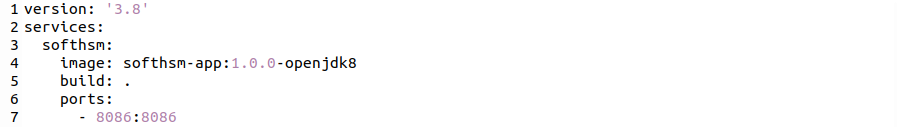 1 version: '3.8'
2 services:
3   softhsm:
4     image: softhsm-app:1.0.0-openjdk8
5     build: .
6     ports:
7       - 8086:8086